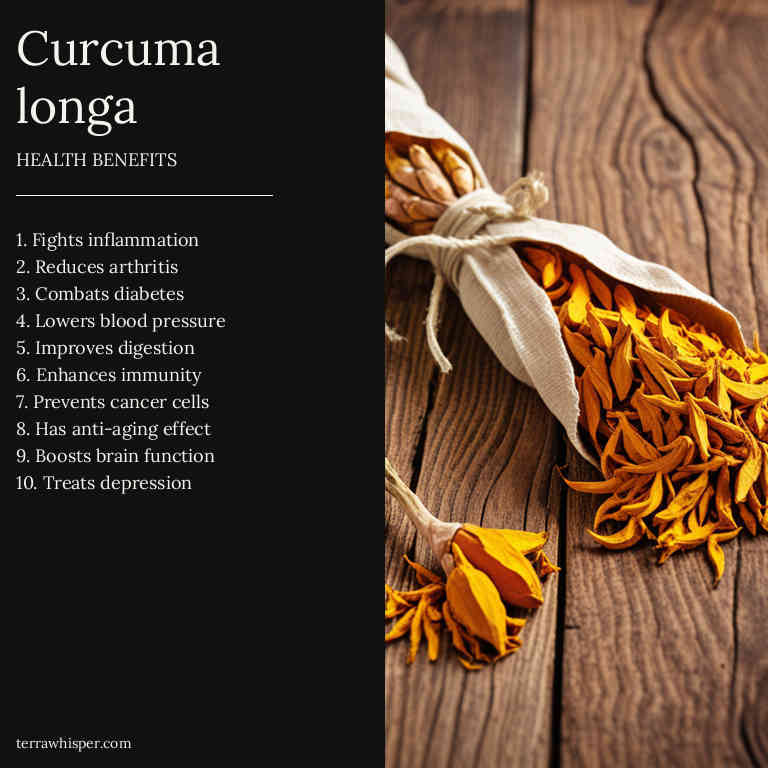 Curcuma
longa
HEALTH BENEFITS
1. Fights inflammation
2. Reduces arthritis
3. Combats diabetes
4. Lowers blood pressure
5. Improves digestion
6. Enhances immunity
7. Prevents cancer cells
8. Has anti-aging effect
9. Boosts brain function
10. Treats depression
terrawhisper.com